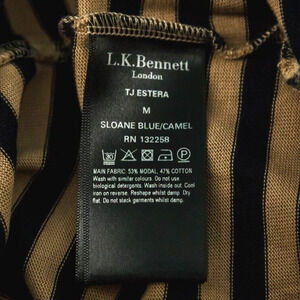 L.K.Bennett
London
TJ ESTERA
M
SLOANE BLUE/CAMEL
RN 132258
MAIN FABRIC: 53% MODAL, 47% COTTON
Wash with similar colours. Do not use
biological detergents. Wash inside out. Cool
iron on reverse. Reshape whilst damp. Dry
flat. Do not stack garments whilst damp.